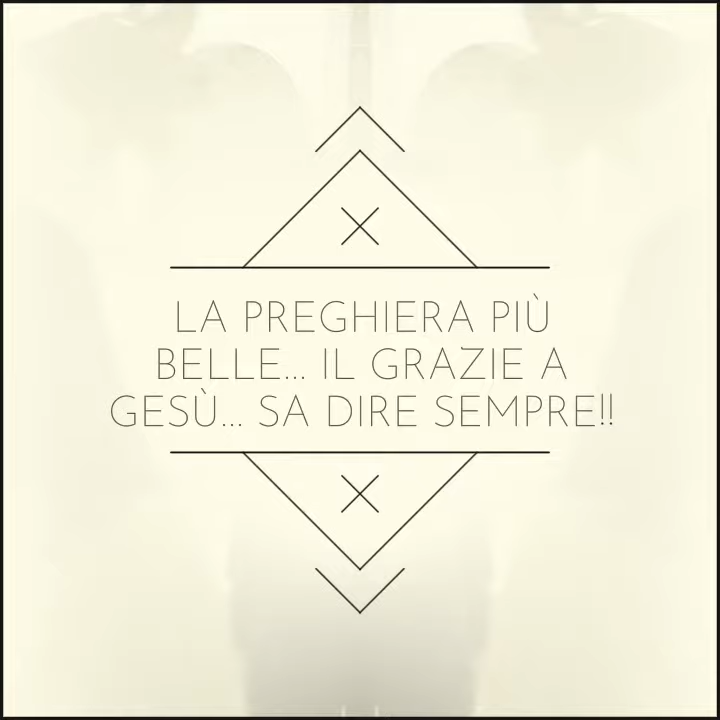 LA PREGHIERA PIÙ
BELLE... IL GRAZIE A
GESÙ... SA DIRE SEMPRE!!